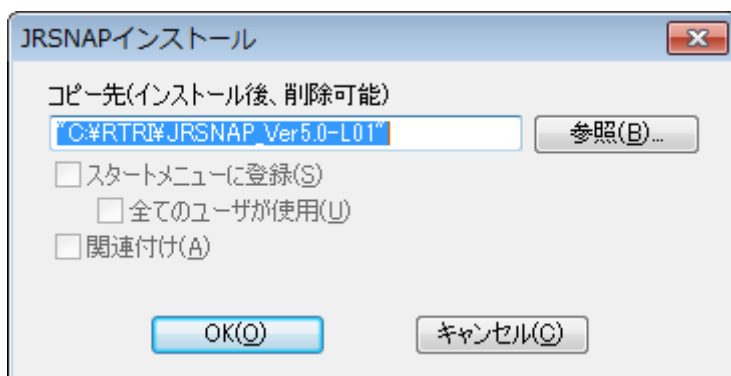 JRSNAPインストール
コピー先(インストール後、削除可能)
"C:¥RTRI¥JRSNAP_Ver5.0-L01"
参照(B)...
スタートメニューに登録(S)
全てのユーザが使用(U)
関連付け(A)
OK(O)
キャンセル(C)